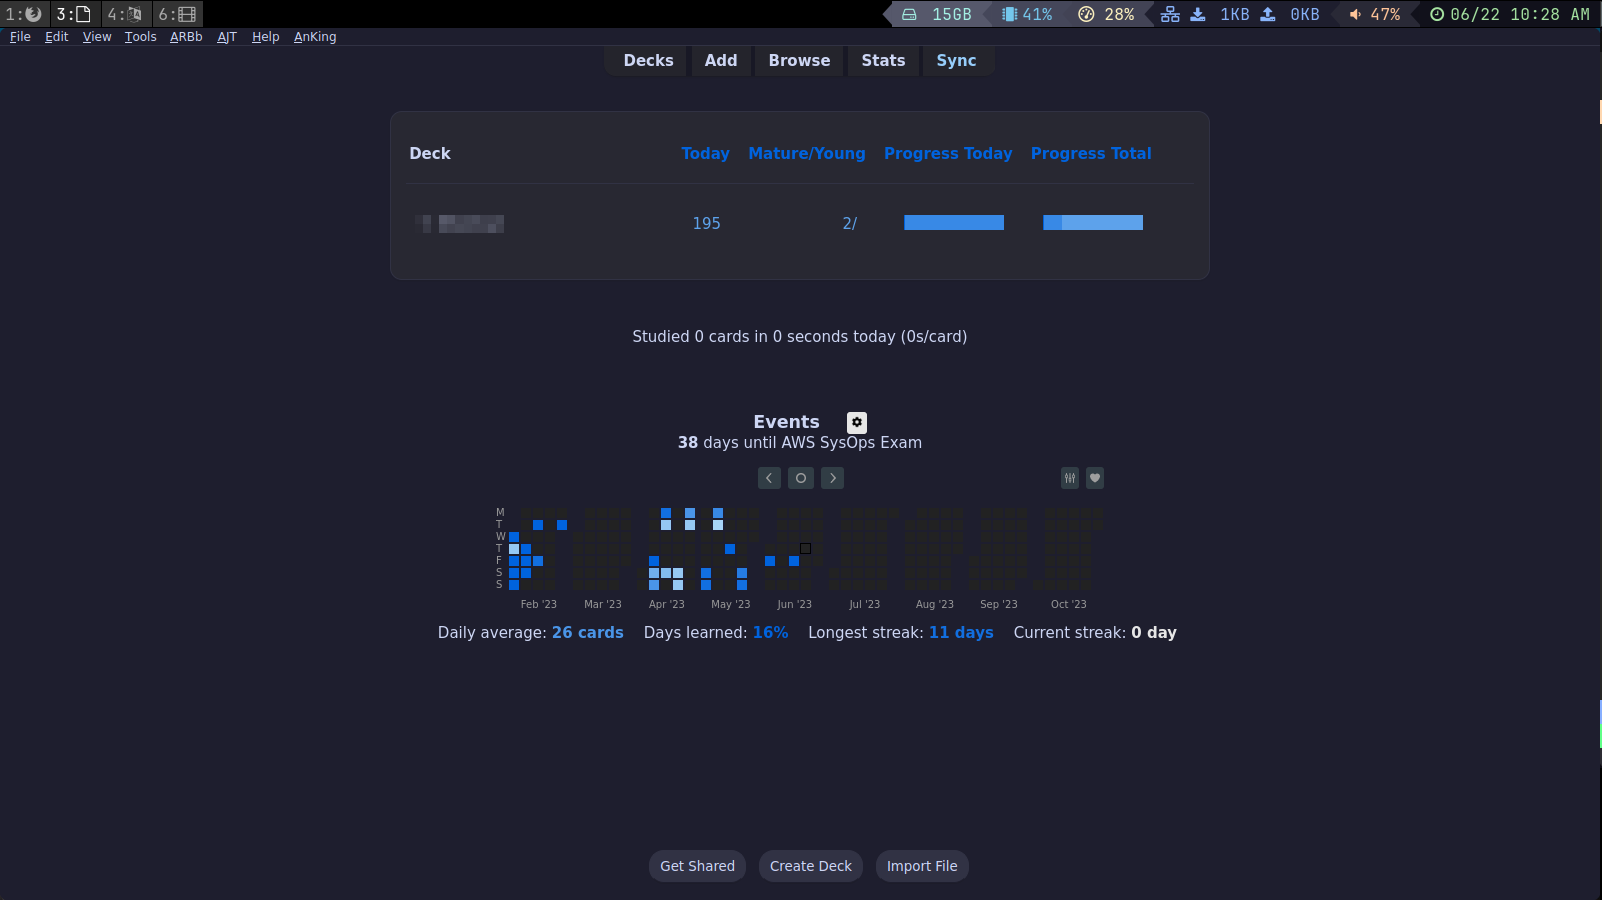 1: 3: 4: 6: 15GB 41% 28% 1KB 0KB 47% 06/22 10:28 AM
File Edit View Tools ARBb AJT Help AnKing
Decks Add Browse Stats Sync
Deck Today Mature/Young Progress Today Progress Total
195 2/
Studied 0 cards in 0 seconds today (0s/card)
Events
38 days until AWS SysOps Exam
M
T
W
T
F
S
S
Feb '23 Mar '23 Apr '23 May '23 Jun '23 Jul '23 Aug '23 Sep '23 Oct '23
Daily average: 26 cards Days learned: 16% Longest streak: 11 days Current streak: 0 day
Get Shared Create Deck Import File